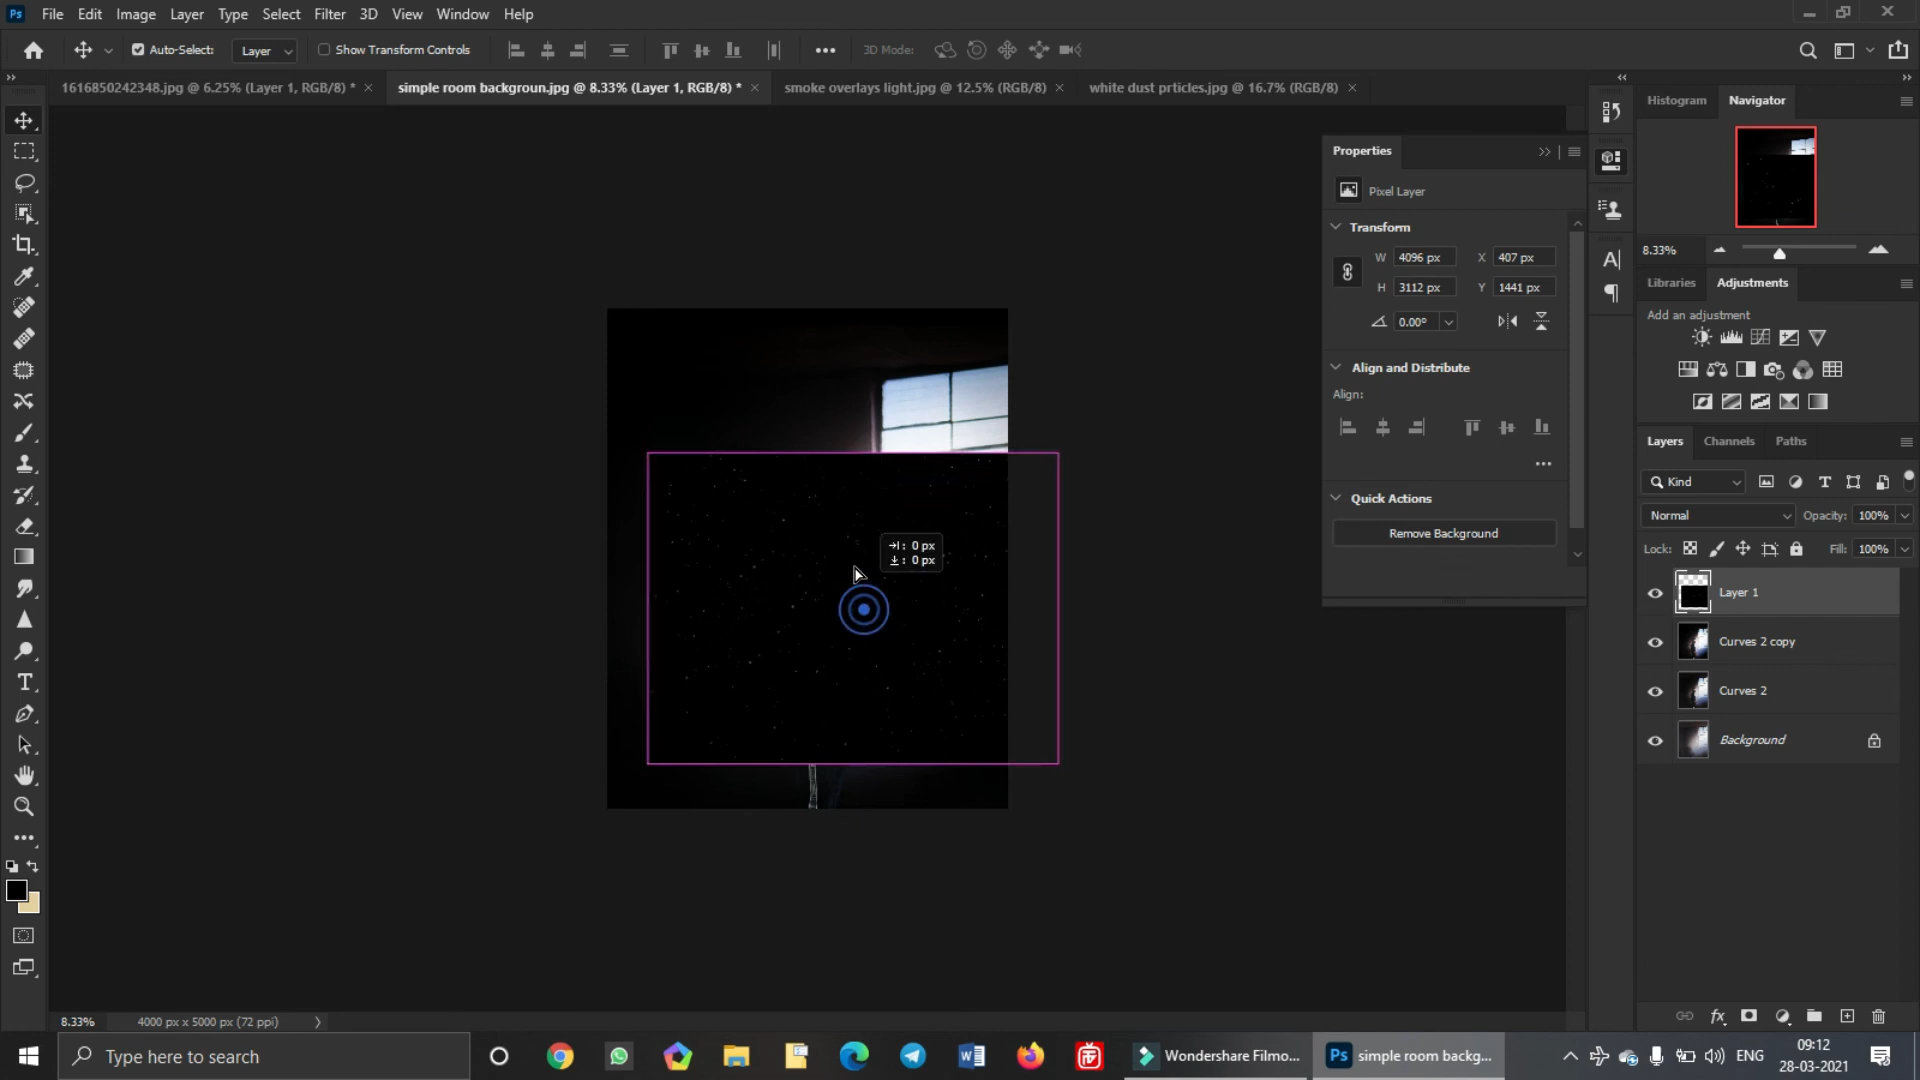 Ps File Edit Image Layer Type Select Filter 3D View Window Help
Auto-Select: Layer Show Transform Controls 3D Mode:
1616850242348.jpg @ 6.25% (Layer 1, RGB/8) * simple room backgroun.jpg @ 8.33% (Layer 1, RGB/8) * smoke overlays light.jpg @ 12.5% (RGB/8) white dust prticles.jpg @ 16.7% (RGB/8)
Histogram Navigator
8.33%
Properties
Pixel Layer
Transform
W 4096 px X 407 px
H 3112 px Y 1441 px
0.00°
Align and Distribute
Align:
Quick Actions
Remove Background
Libraries Adjustments
Add an adjustment
Layers Channels Paths
Kind
Normal Opacity: 100%
Lock: Fill: 100%
Layer 1
Curves 2 copy
Curves 2
Background
: 0 px
: 0 px
8.33% 4000 px x 5000 px (72 ppi)
Type here to search
Wondershare Filmo...
Ps simple room backg...
ENG
09:12
28-03-2021